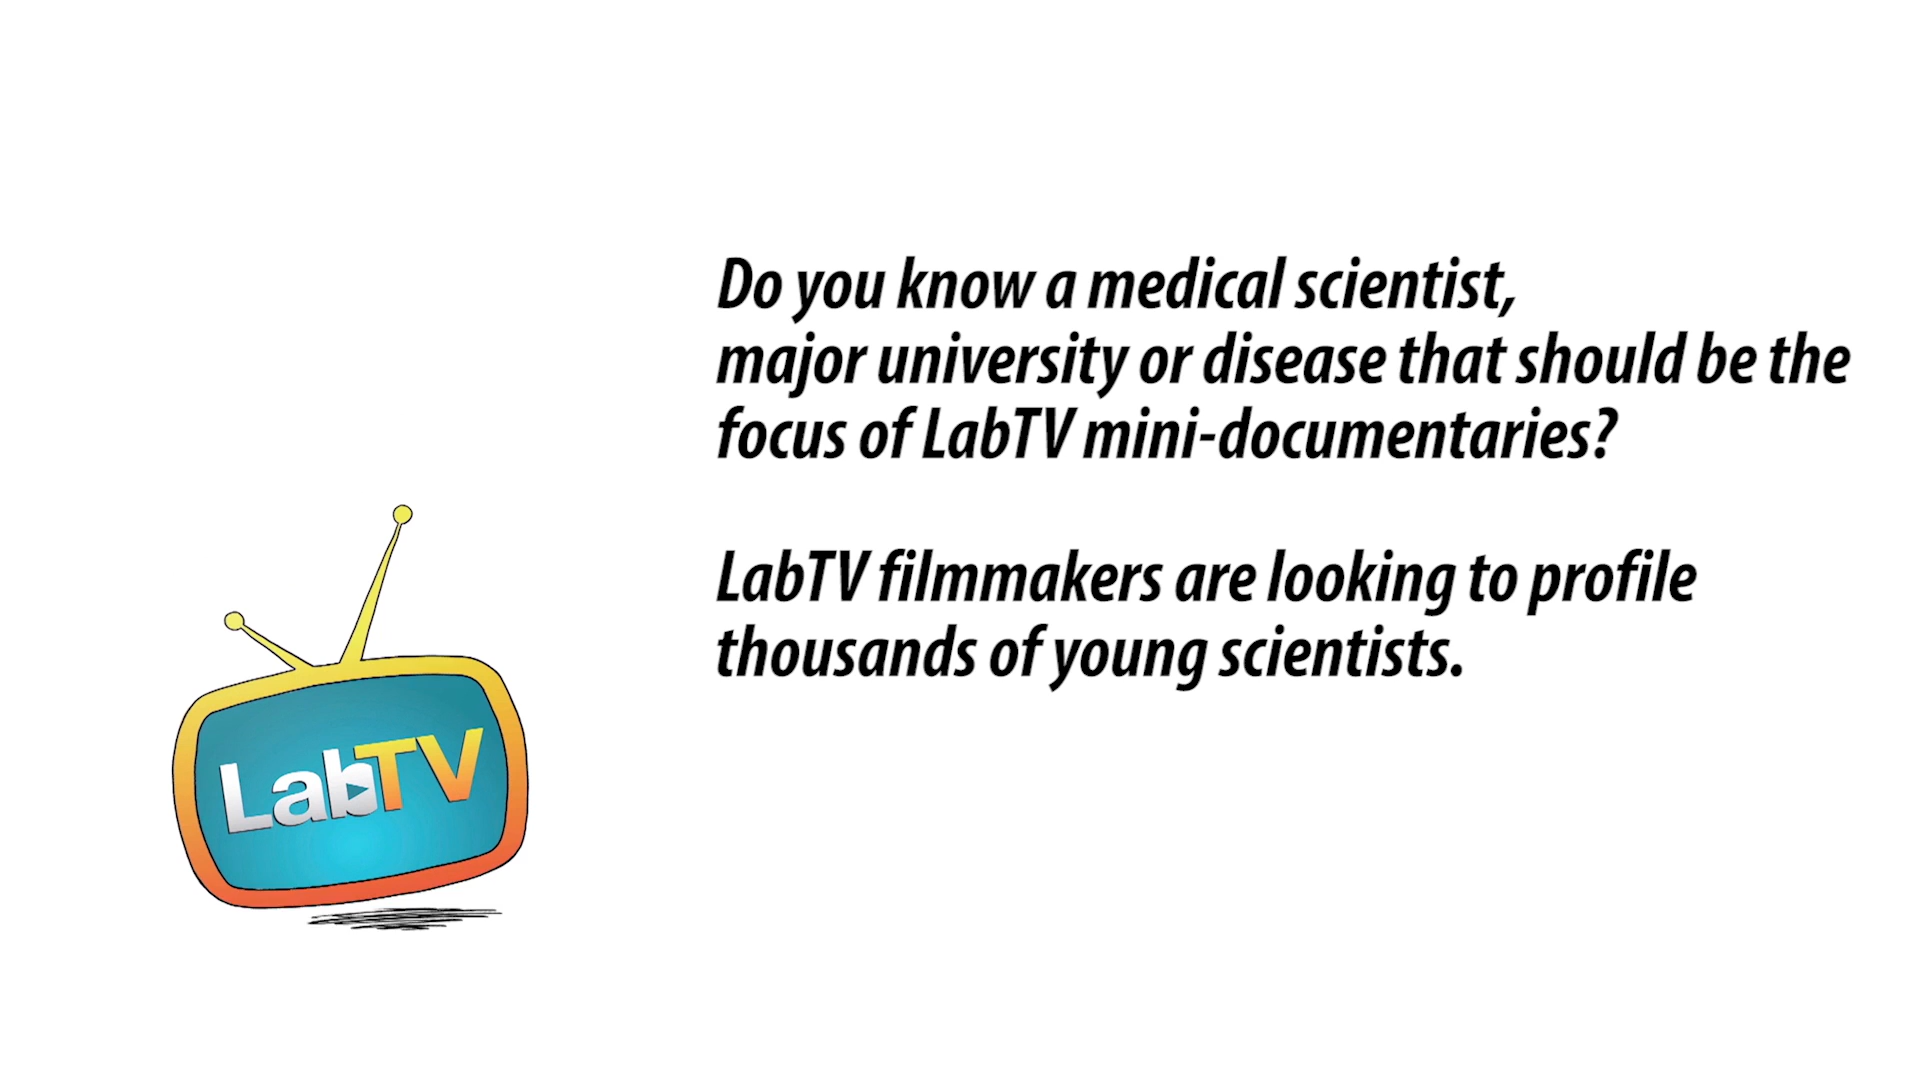 Do you know a medical scientist,
major university or disease that should be the
focus of LabTV mini-documentaries?
LabTV filmmakers are looking to profile
thousands of young scientists.
LabTV